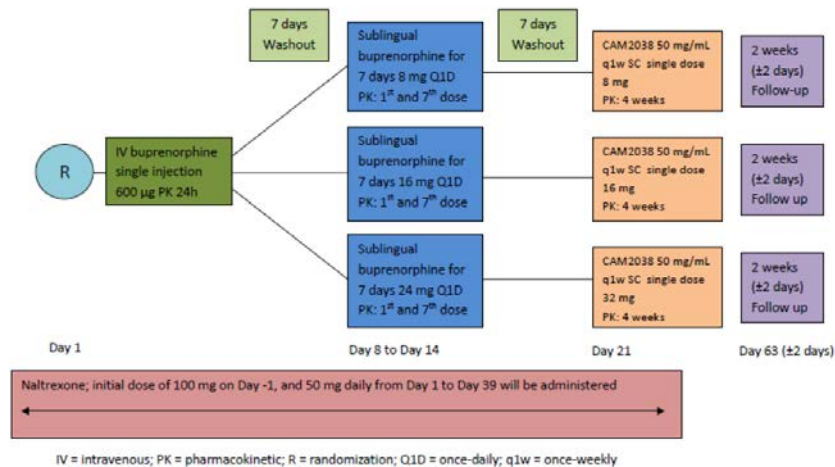 7 days
Washout
Sublingual
buprenorphine for
7 days 8 mg Q1D
PK: 1st and 7th dose
7 days
Washout
CAM2038 50 mg/mL
q1w SC single dose
8 mg
PK: 4 weeks
2 weeks
(±2 days)
Follow-up
R
IV buprenorphine
single injection
600 µg PK 24h
Sublingual
buprenorphine for
7 days 16 mg Q1D
PK: 1st and 7th dose
CAM2038 50 mg/mL
q1w SC single dose
16 mg
PK: 4 weeks
2 weeks
(±2 days)
Follow up
Sublingual
buprenorphine for
7 days 24 mg Q1D
PK: 1st and 7th dose
CAM2038 50 mg/mL
q1w SC single dose
32 mg
PK: 4 weeks
2 weeks
(±2 days)
Follow up
Day 1
Day 8 to Day 14
Day 21
Day 63 (±2 days)
Naltrexone; initial dose of 100 mg on Day -1, and 50 mg daily from Day 1 to Day 39 will be administered
IV = intravenous; PK = pharmacokinetic; R = randomization; Q1D = once-daily; q1w = once-weekly